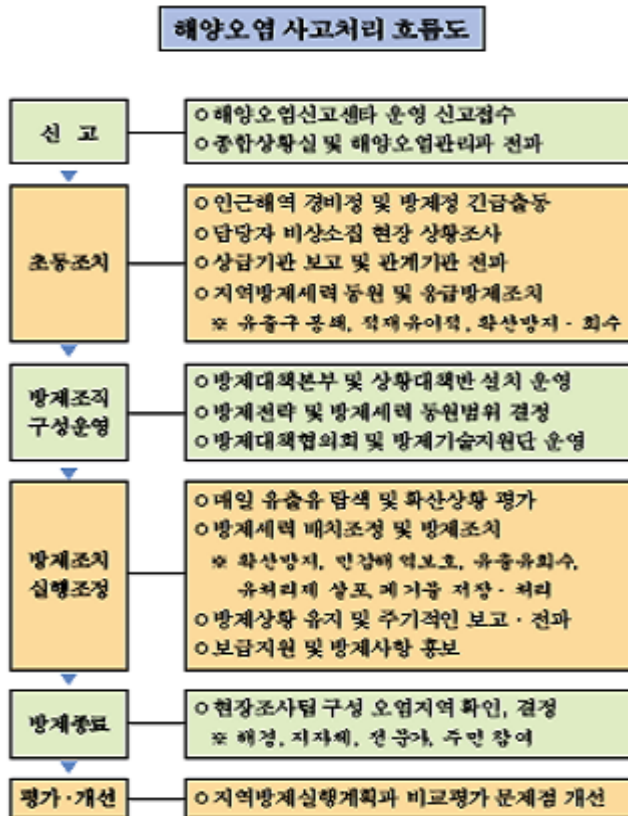 해양오염 사고처리 흐름도
신 고
○ 해양오염신고센타 운영 신고접수
○ 종합상황실 및 해양오염관리과 전파
초동조치
○ 인근해역 경비정 및 방제정 긴급출동
○ 담당자 비상소집 현장 상황조사
○ 상급기관 보고 및 관계기관 전파
○ 지역방제세력 동원 및 응급방제조치
※ 유출구 봉쇄, 적재유이적, 확산방지 · 회수
방제조직
구성운영
○ 방제대책본부 및 상황대책반 설치 운영
○ 방제전략 및 방제세력 동원범위 결정
○ 방제대책협의회 및 방제기술지원단 운영
방제조치
실행조정
○ 매일 유출유 탐색 및 확산상황 평가
○ 방제세력 배치조정 및 방제조치
※ 확산방지, 민감해역보호, 유출유회수,
유처리제 살포, 폐기물 저장 · 처리
○ 방제상황 유지 및 주기적인 보고 · 전파
○ 보급지원 및 방제사항 홍보
방제종료
○ 현장조사팀 구성 오염지역 확인, 결정
※ 해경, 지자체, 전문가, 주민 참여
평가 · 개선
○ 지역방제실행계획과 비교평가 문제점 개선